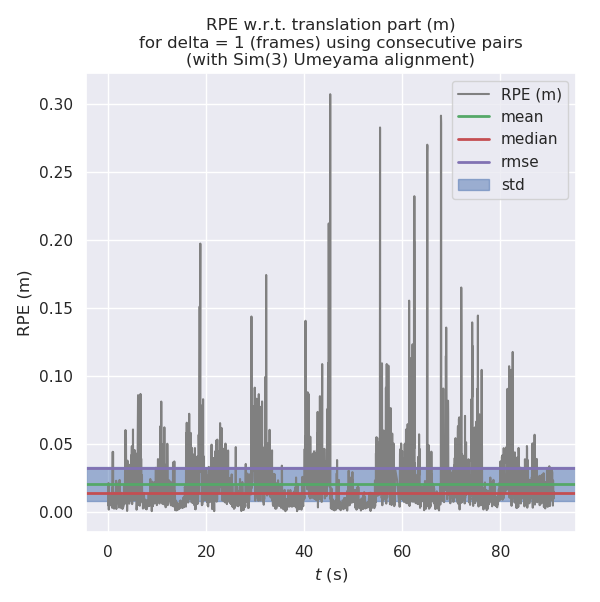 RPE w.r.t. translation part (m)
for delta = 1 (frames) using consecutive pairs
(with Sim(3) Umeyama alignment)
RPE (m)
mean
median
rmse
std
0.30
0.25
0.20
0.15
0.10
0.05
0.00
RPE (m)
0 20 40 60 80
t (s)